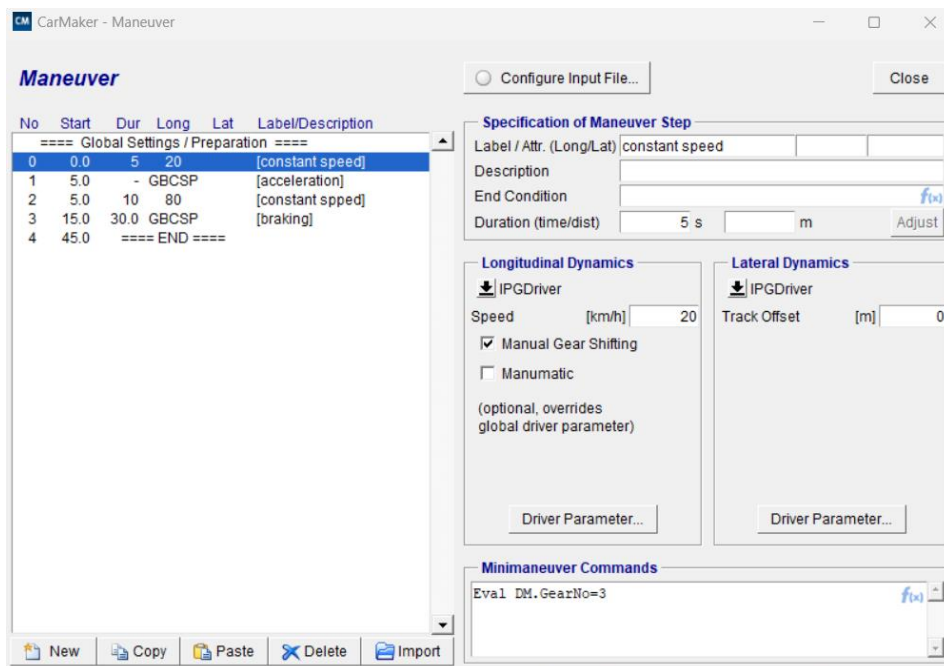 CM CarMaker - Maneuver
Maneuver
Configure Input File...
Close
No Start Dur Long Lat Label/Description
==== Global Settings / Preparation ====
0 0.0 5 20 [constant speed]
1 5.0 - GBCSP [acceleration]
2 5.0 10 80 [constant spped]
3 15.0 30.0 GBCSP [braking]
4 45.0 ==== END ====
New Copy Paste Delete Import
Specification of Maneuver Step
Label / Attr. (Long/Lat) constant speed
Description
End Condition f(x)
Duration (time/dist) 5 s m Adjust
Longitudinal Dynamics
IPGDriver
Speed [km/h] 20
Manual Gear Shifting
Manumatic
(optional, overrides
global driver parameter)
Driver Parameter...
Lateral Dynamics
IPGDriver
Track Offset [m] 0
Driver Parameter...
Minimaneuver Commands
Eval DM.GearNo=3 f(x)